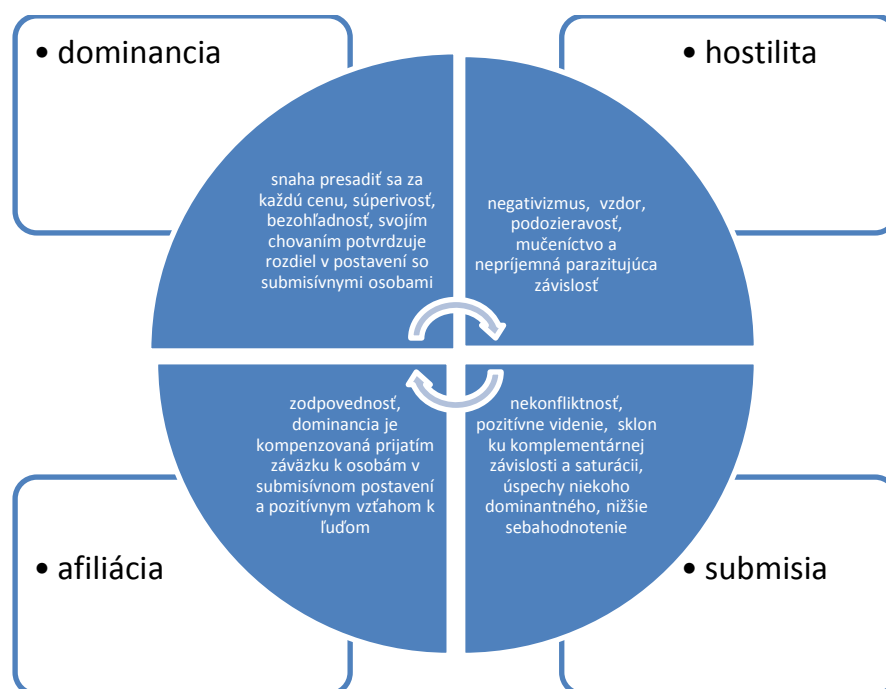 • dominancia
• hostilita
snaha presadiť sa za
každú cenu, súperivosť,
bezohľadnosť, svojím
chovaním potvrdzuje
rozdiel v postavení so
submisívnymi osobami
negativizmus, vzdor,
podozieravosť,
mučeníctvo a
nepríjemná parazitujúca
závislosť
zodpovednosť,
dominancia je
kompenzovaná prijatím
záväzku k osobám v
submisívnom postavení
a pozitívnym vzťahom k
ľuďom
nekonfliktnosť,
pozitívne videnie, sklon
ku komplementárnej
závislosti a saturácii,
úspechy niekoho
dominantného, nižšie
sebahodnotenie
• afiliácia
• submisia